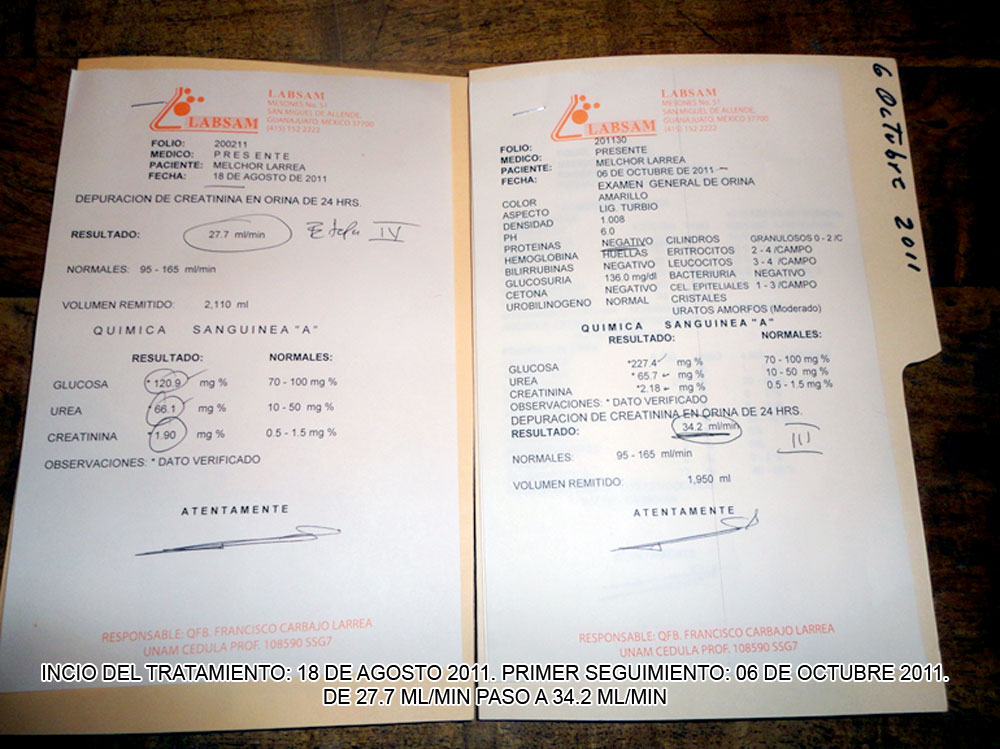 LABSAM
MESONES No. 51
SAN MIGUEL DE ALLENDE,
GUANAJUATO, MEXICO 37700
(415) 152 2222
LABSAM
FOLIO: 200211
MEDICO: P R E S E N T E
PACIENTE: MELCHOR LARREA
FECHA: 18 DE AGOSTO DE 2011
DEPURACION DE CREATININA EN ORINA DE 24 HRS.
RESULTADO: 27.7 ml/min Etapa IV
NORMALES: 95 - 165 ml/min
VOLUMEN REMITIDO: 2,110 ml
Q U I M I C A S A N G U I N E A "A"
RESULTADO: NORMALES:
GLUCOSA * 120.9 mg % 70 - 100 mg %
UREA * 66.1 mg % 10 - 50 mg %
CREATININA * 1.90 mg % 0.5 - 1.5 mg %
OBSERVACIONES: * DATO VERIFICADO
A T E N T A M E N T E
RESPONSABLE: QFB. FRANCISCO CARBAJO LARREA
UNAM CEDULA PROF. 108590 SSG7
LABSAM
MESONES No. 51
SAN MIGUEL DE ALLENDE,
GUANAJUATO, MEXICO 37700
(415) 152 2222
LABSAM
FOLIO: 201130
MEDICO: PRESENTE
PACIENTE: MELCHOR LARREA
FECHA: 06 DE OCTUBRE DE 2011
EXAMEN GENERAL DE ORINA
COLOR AMARILLO
ASPECTO LIG. TURBIO
DENSIDAD 1.008
PH 6.0
PROTEINAS NEGATIVO CILINDROS GRANULOSOS 0 - 2 /C
HEMOGLOBINA HUELLAS ERITROCITOS 2 - 4 /CAMPO
BILIRRUBINAS NEGATIVO LEUCOCITOS 3 - 4 /CAMPO
GLUCOSURIA 136.0 mg/dl BACTERIURIA NEGATIVO
CETONA NEGATIVO CEL. EPITELIALES 1 - 3 /CAMPO
UROBILINOGENO NORMAL CRISTALES
URATOS AMORFOS (Moderado)
Q U I M I C A S A N G U I N E A "A"
RESULTADO: NORMALES:
GLUCOSA *227.4 mg % 70 - 100 mg %
UREA * 65.7 mg % 10 - 50 mg %
CREATININA *2.18 mg % 0.5 - 1.5 mg %
OBSERVACIONES: * DATO VERIFICADO
DEPURACION DE CREATININA EN ORINA DE 24 HRS.
RESULTADO: 34.2 ml/min III
NORMALES: 95 - 165 ml/min
VOLUMEN REMITIDO: 1,950 ml
A T E N T A M E N T E
RESPONSABLE: QFB. FRANCISCO CARBAJO LARREA
UNAM CEDULA PROF. 108590 SSG7
6 Octubre 2011
INCIO DEL TRATAMIENTO: 18 DE AGOSTO 2011. PRIMER SEGUIMIENTO: 06 DE OCTUBRE 2011.
DE 27.7 ML/MIN PASO A 34.2 ML/MIN